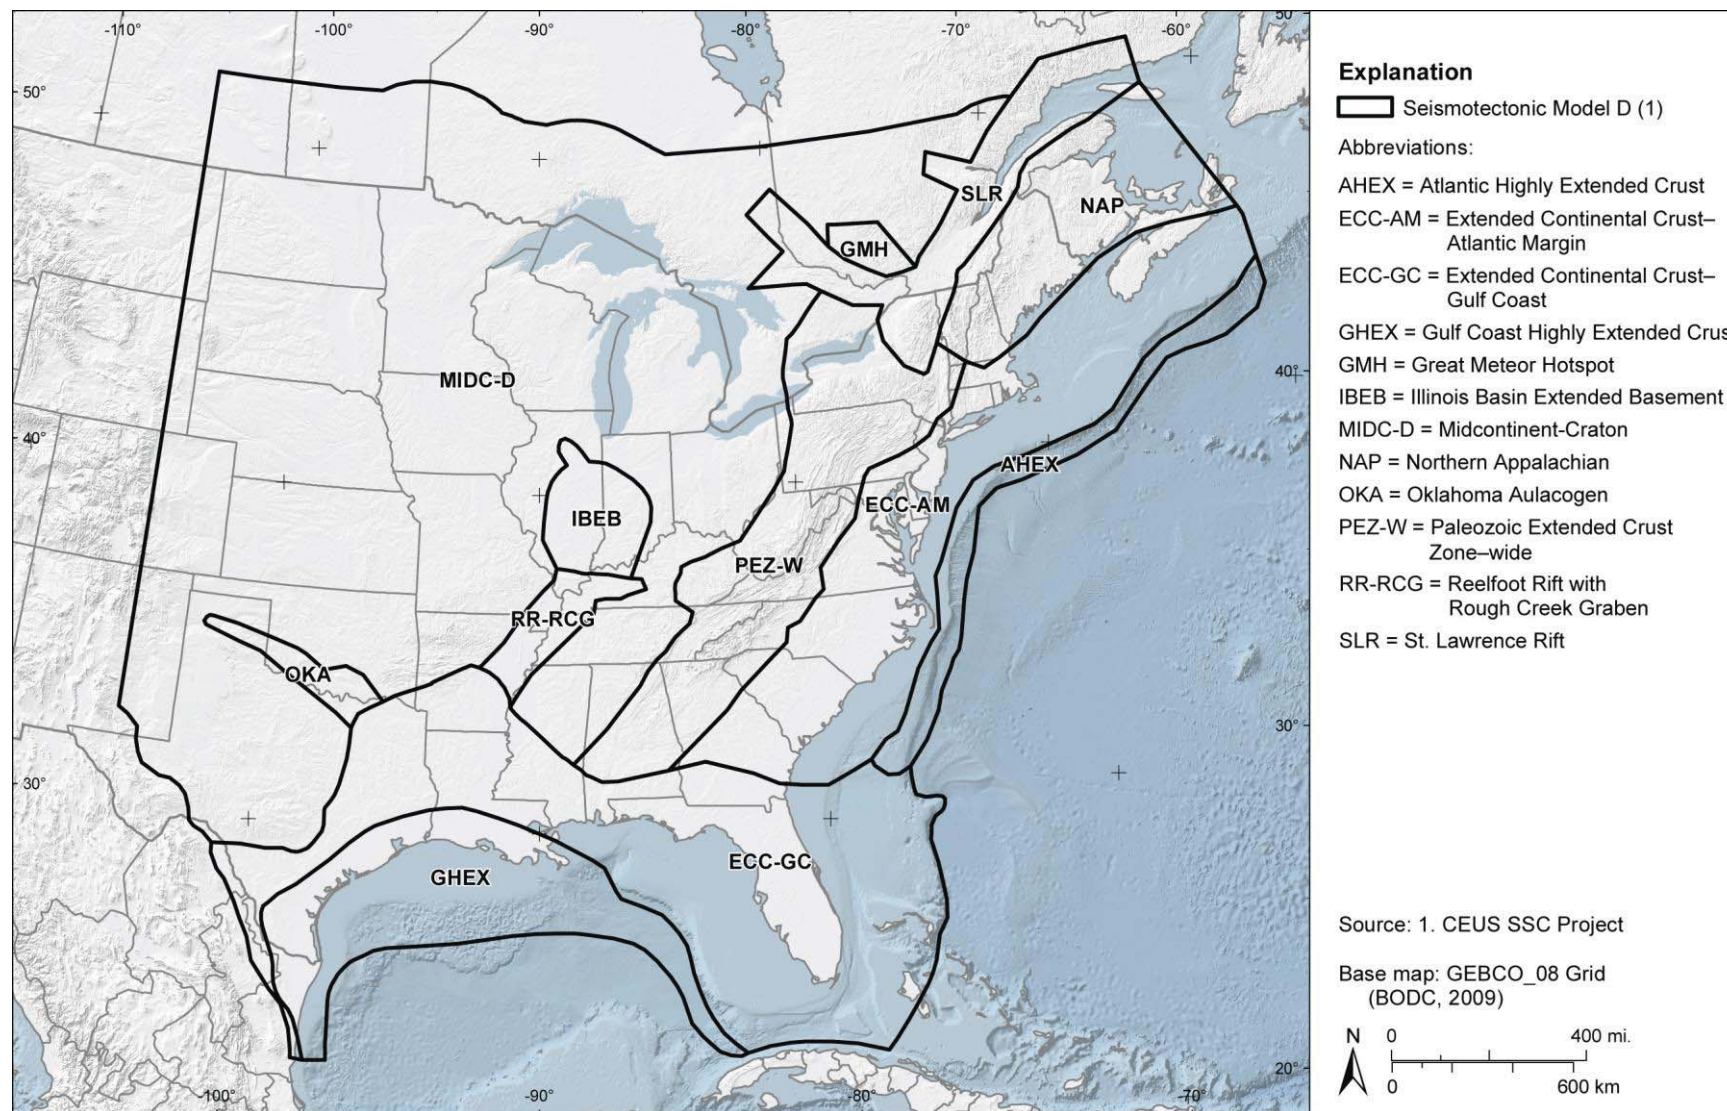 -110°
-100°
-90°
-80°
-70°
-60°
50°
50°
SLR
NAP
GMH
40°
MIDC-D
40°
AHEX
ECC-AM
IBEB
PEZ-W
RR-RCG
OKA
30°
30°
ECC-GC
GHEX
20°
-100°
-90°
-80°
-70°
Explanation
Seismotectonic Model D (1)
Abbreviations:
AHEX = Atlantic Highly Extended Crust
ECC-AM = Extended Continental Crust–
Atlantic Margin
ECC-GC = Extended Continental Crust–
Gulf Coast
GHEX = Gulf Coast Highly Extended Crus
GMH = Great Meteor Hotspot
IBEB = Illinois Basin Extended Basement
MIDC-D = Midcontinent-Craton
NAP = Northern Appalachian
OKA = Oklahoma Aulacogen
PEZ-W = Paleozoic Extended Crust
Zone–wide
RR-RCG = Reelfoot Rift with
Rough Creek Graben
SLR = St. Lawrence Rift
Source: 1. CEUS SSC Project
Base map: GEBCO_08 Grid
(BODC, 2009)
N 0 400 mi.
0 600 km